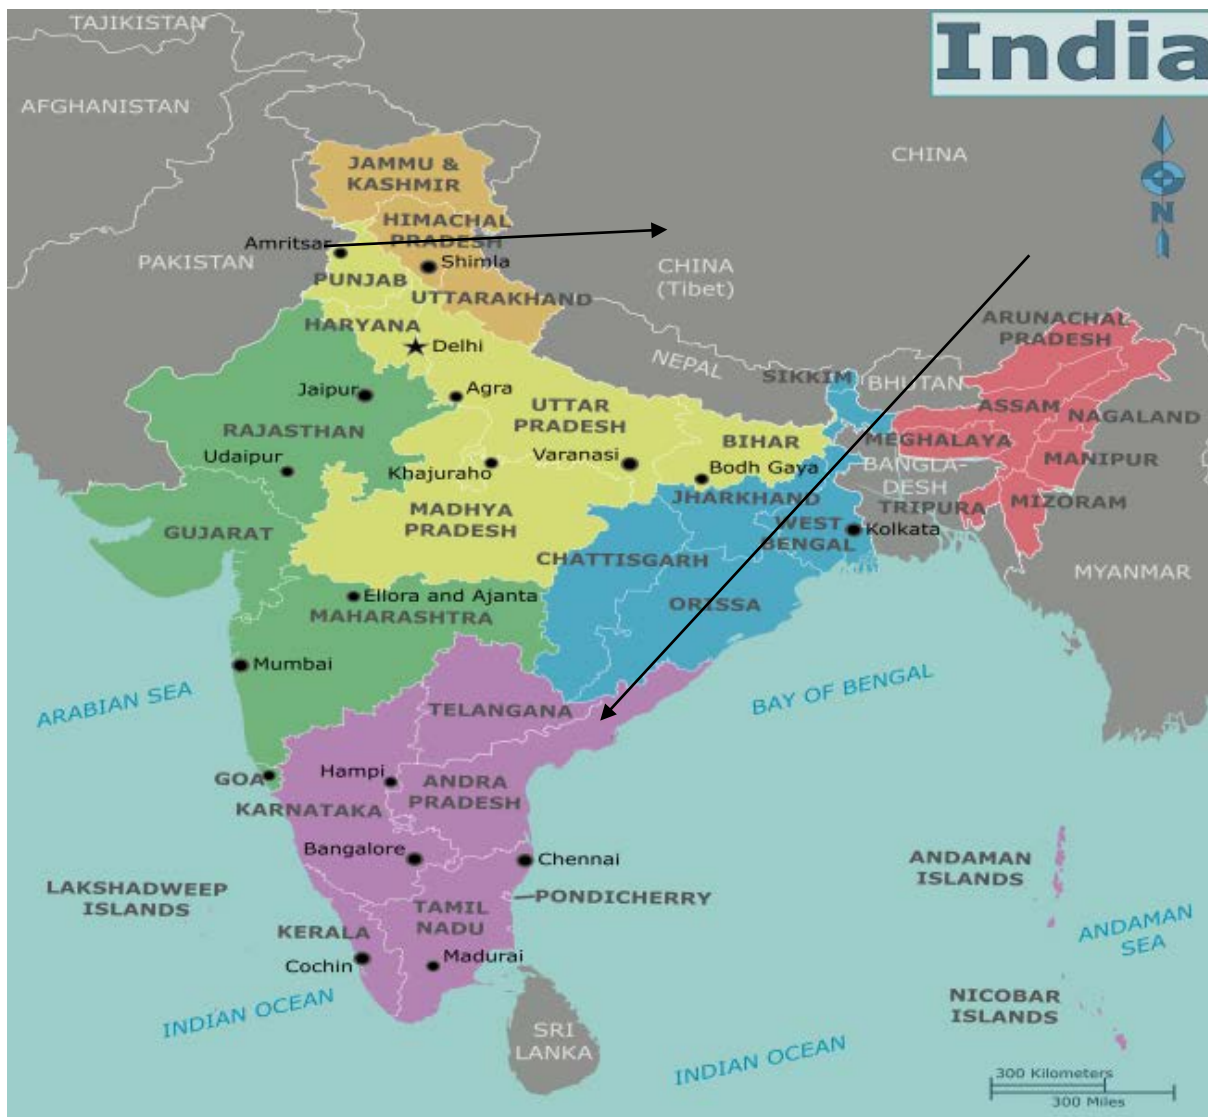 TAJIKISTAN
India
AFGHANISTAN
CHINA
JAMMU &
KASHMIR
N
HIMACHAL
PRADESH
Amritsar
PAKISTAN
Shimla
CHINA
(Tibet)
PUNJAB
UTTARAKHAND
HARYANA
ARUNACHAL
PRADESH
Delhi
NEPAL
SIKKIM
BHUTAN
Jaipur
Agra
UTTAR
PRADESH
ASSAM
NAGALAND
RAJASTHAN
BIHAR
MEGHALAYA
Udaipur
Khajuraho
Varanasi
Bodh Gaya
BANGLA-
DESH
MANIPUR
JHARKHAND
MADHYA
PRADESH
TRIPURA
MIZORAM
GUJARAT
WEST
BENGAL
Kolkata
CHATTISGARH
MYANMAR
Ellora and Ajanta
MAHARASHTRA
ORISSA
Mumbai
ARABIAN SEA
BAY OF BENGAL
TELANGANA
GOA
Hampi
ANDRA
PRADESH
KARNATAKA
Bangalore
Chennai
ANDAMAN
ISLANDS
LAKSHADWEEP
ISLANDS
PONDICHERRY
TAMIL
NADU
ANDAMAN
SEA
KERALA
Cochin
Madurai
INDIAN OCEAN
NICOBAR
ISLANDS
SRI
LANKA
INDIAN OCEAN
300 Kilometers
300 Miles